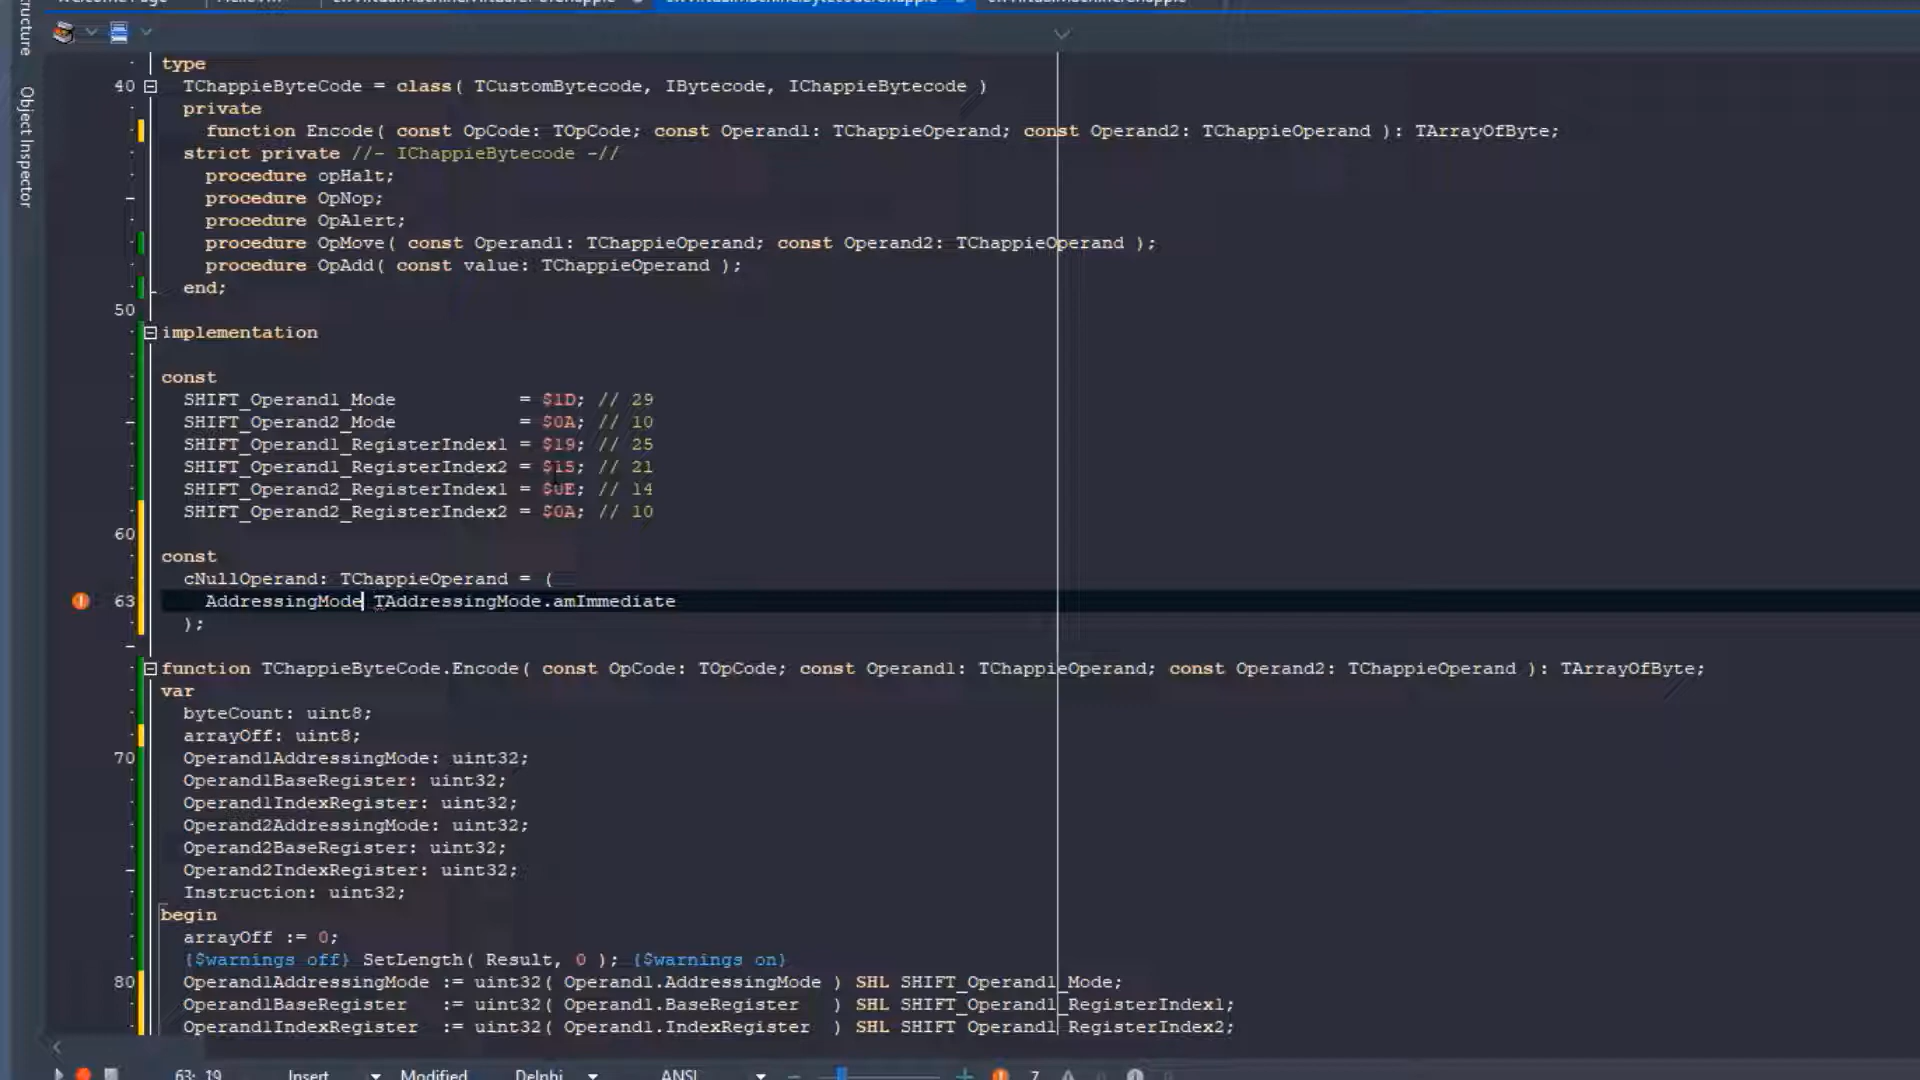 Object Inspector
type
40 TChappieByteCode = class( TCustomBytecode, IBytecode, IChappieBytecode )
private
function Encode( const OpCode: TOpCode; const Operand1: TChappieOperand; const Operand2: TChappieOperand ): TArrayOfByte;
strict private //- IChappieBytecode -//
procedure opHalt;
procedure OpNop;
procedure OpAlert;
procedure OpMove( const Operand1: TChappieOperand; const Operand2: TChappieOperand );
procedure OpAdd( const value: TChappieOperand );
end;
50
implementation
const
SHIFT_Operand1_Mode = $1D; // 29
SHIFT_Operand2_Mode = $0A; // 10
SHIFT_Operand1_RegisterIndex1 = $19; // 25
SHIFT_Operand1_RegisterIndex2 = $15; // 21
SHIFT_Operand2_RegisterIndex1 = $0E; // 14
SHIFT_Operand2_RegisterIndex2 = $0A; // 10
60
const
cNullOperand: TChappieOperand = (
63 AddressingMode TAddressingMode.amImmediate
);
function TChappieByteCode.Encode( const OpCode: TOpCode; const Operand1: TChappieOperand; const Operand2: TChappieOperand ): TArrayOfByte;
var
byteCount: uint8;
arrayOff: uint8;
70 Operand1AddressingMode: uint32;
Operand1BaseRegister: uint32;
Operand1IndexRegister: uint32;
Operand2AddressingMode: uint32;
Operand2BaseRegister: uint32;
Operand2IndexRegister: uint32;
Instruction: uint32;
begin
arrayOff := 0;
{$warnings off} SetLength( Result, 0 ); {$warnings on}
80 Operand1AddressingMode := uint32( Operand1.AddressingMode ) SHL SHIFT_Operand1_Mode;
Operand1BaseRegister := uint32( Operand1.BaseRegister ) SHL SHIFT_Operand1_RegisterIndex1;
Operand1IndexRegister := uint32( Operand1.IndexRegister ) SHL SHIFT_Operand1_RegisterIndex2;
63: 19 Insert Modified Delphi ANSI 7